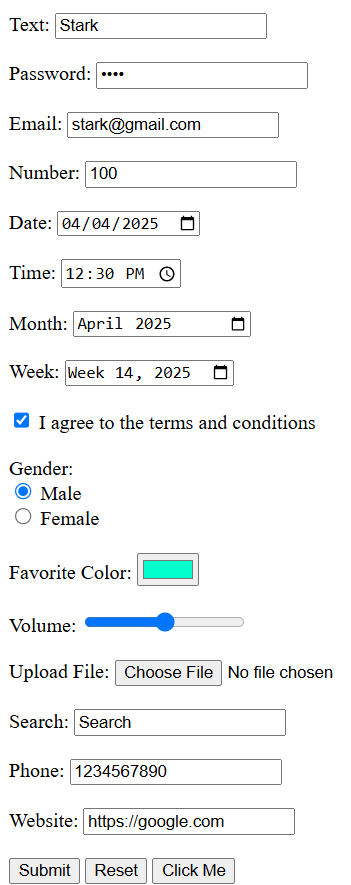 Text: Stark
Password: ••••
Email: stark@gmail.com
Number: 100
Date: 04/04/2025
Time: 12:30 PM
Month: April 2025
Week: Week 14, 2025
I agree to the terms and conditions
Gender:
Male
Female
Favorite Color:
Volume:
Upload File: Choose File No file chosen
Search: Search
Phone: 1234567890
Website: https://google.com
Submit Reset Click Me